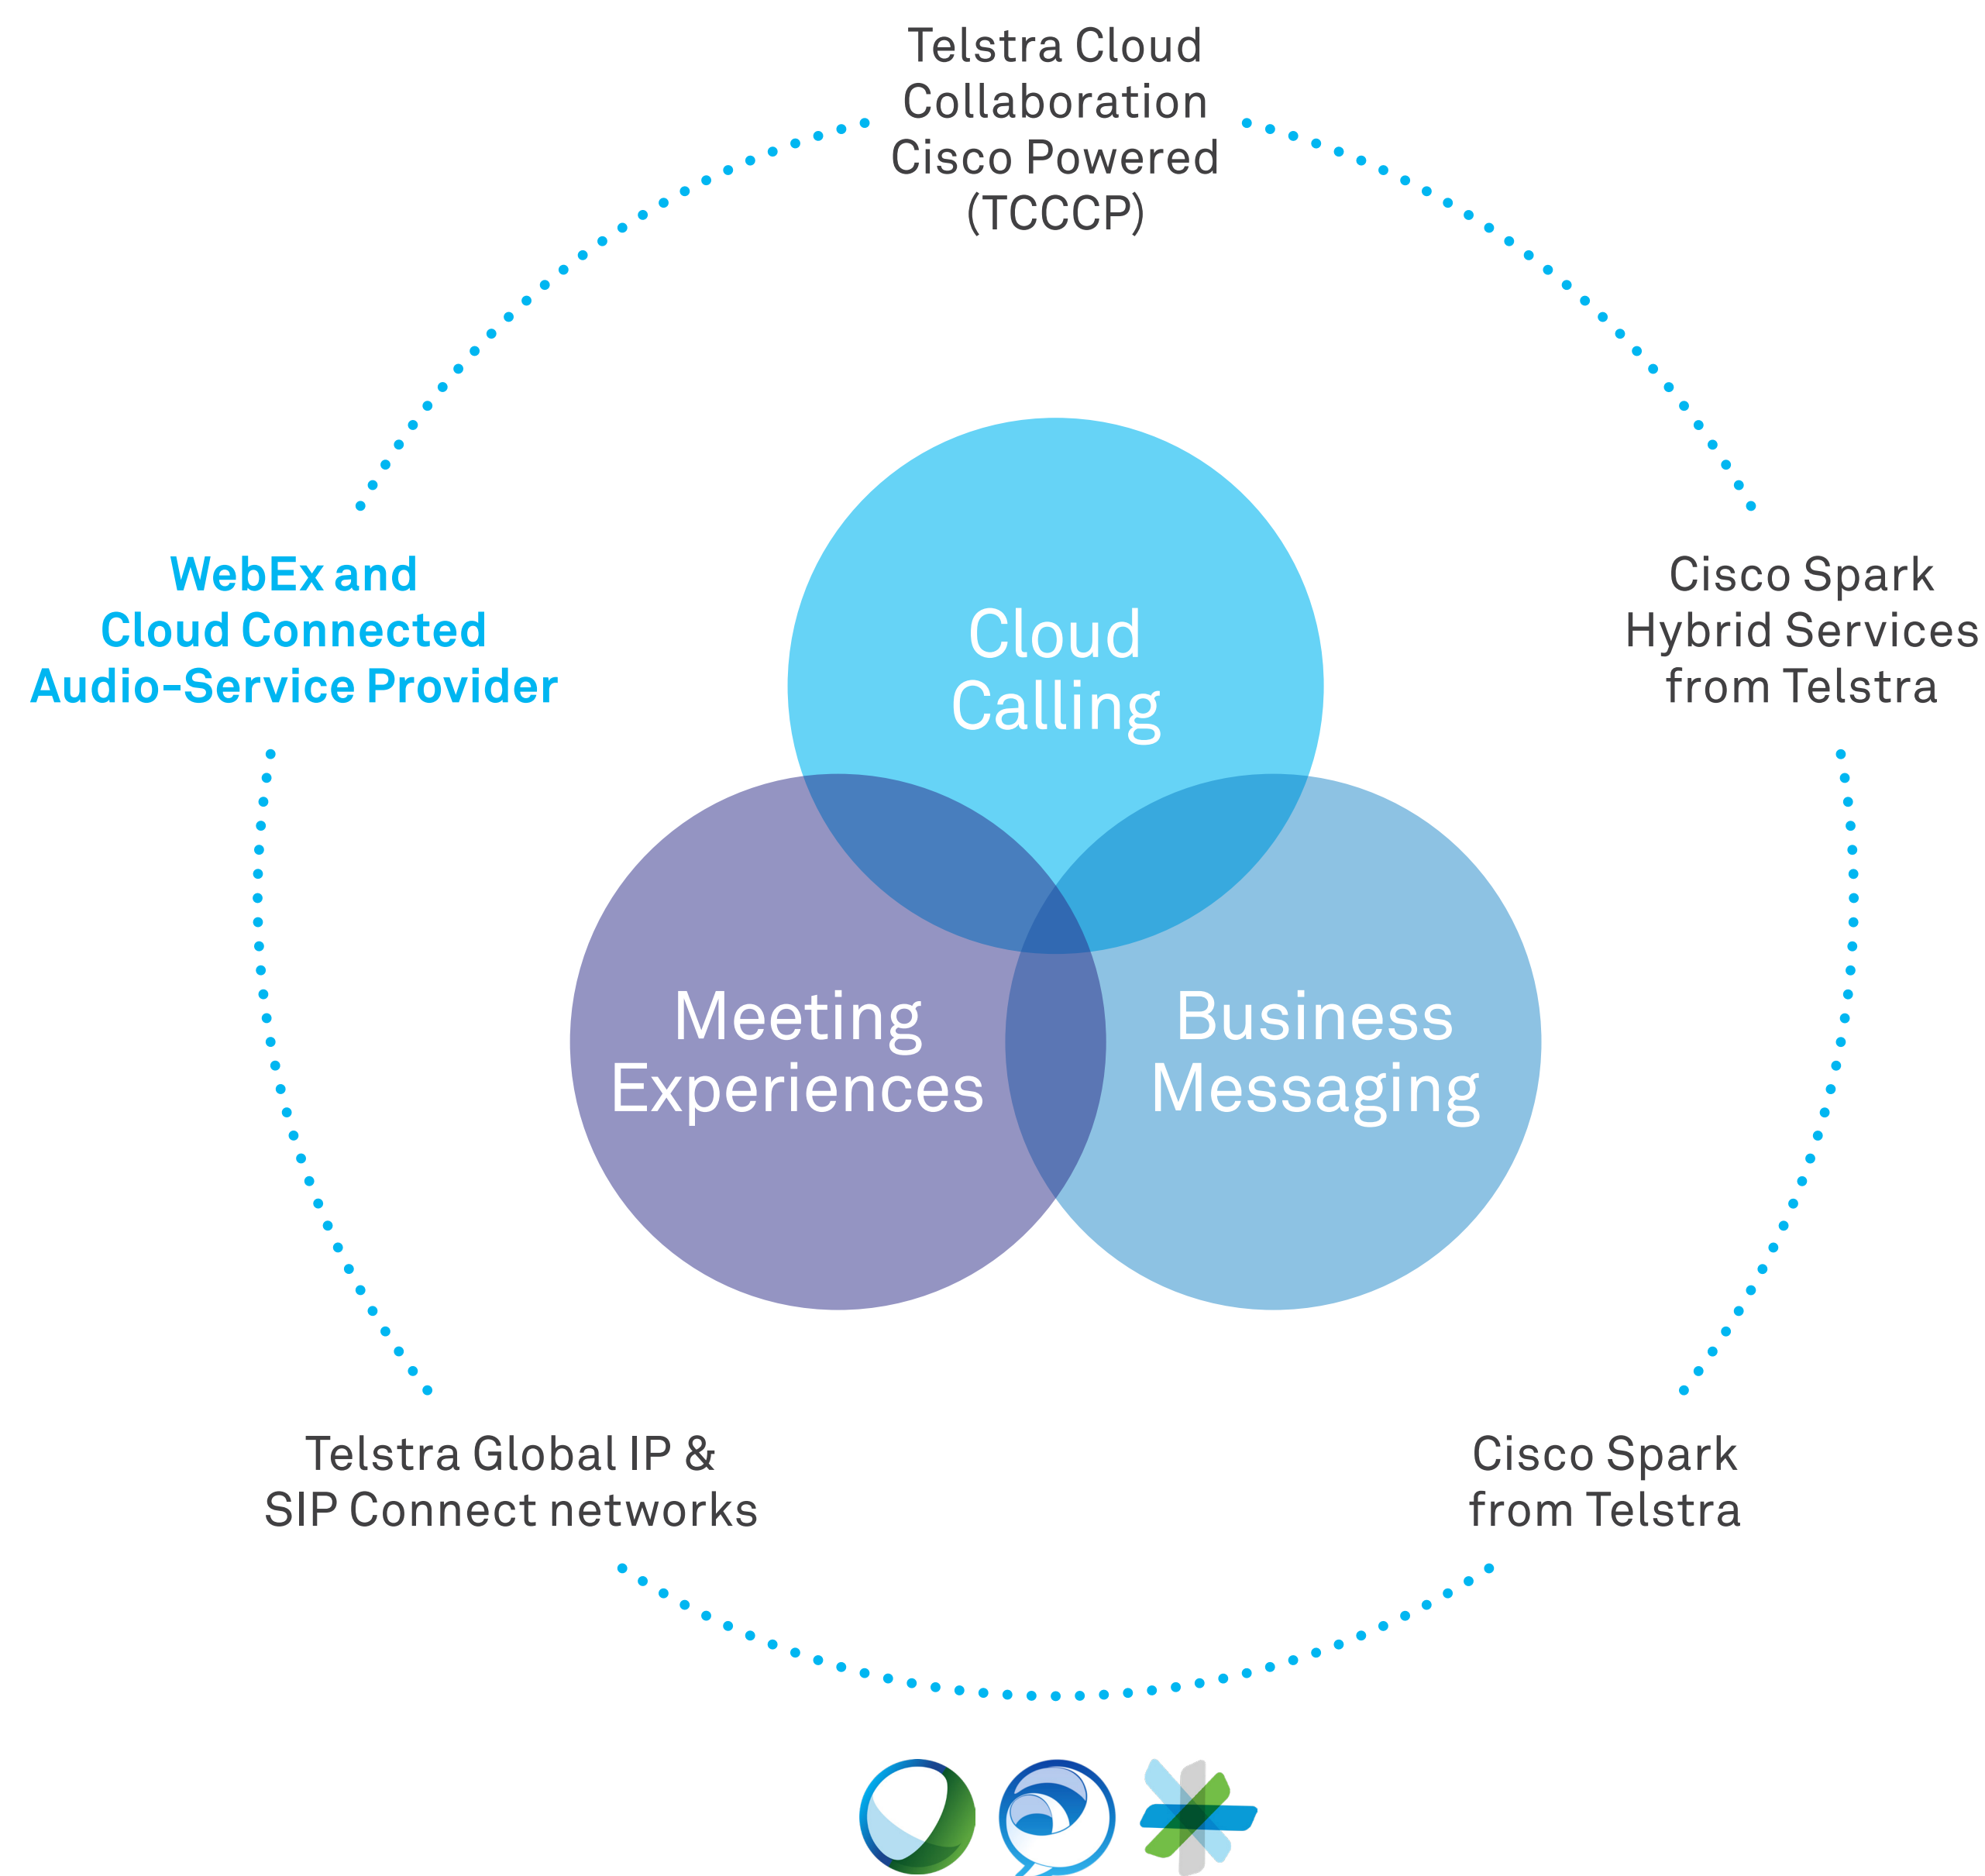 Telstra Cloud
Collaboration
Cisco Powered
(TCCCP)
WebEx and
Cloud Connected
Audio-Service Provider
Cisco Spark
Hybrid Services
from Telstra
Cloud
Calling
Meeting
Experiences
Business
Messaging
Telstra Global IP &
SIP Connect networks
Cisco Spark
from Telstra